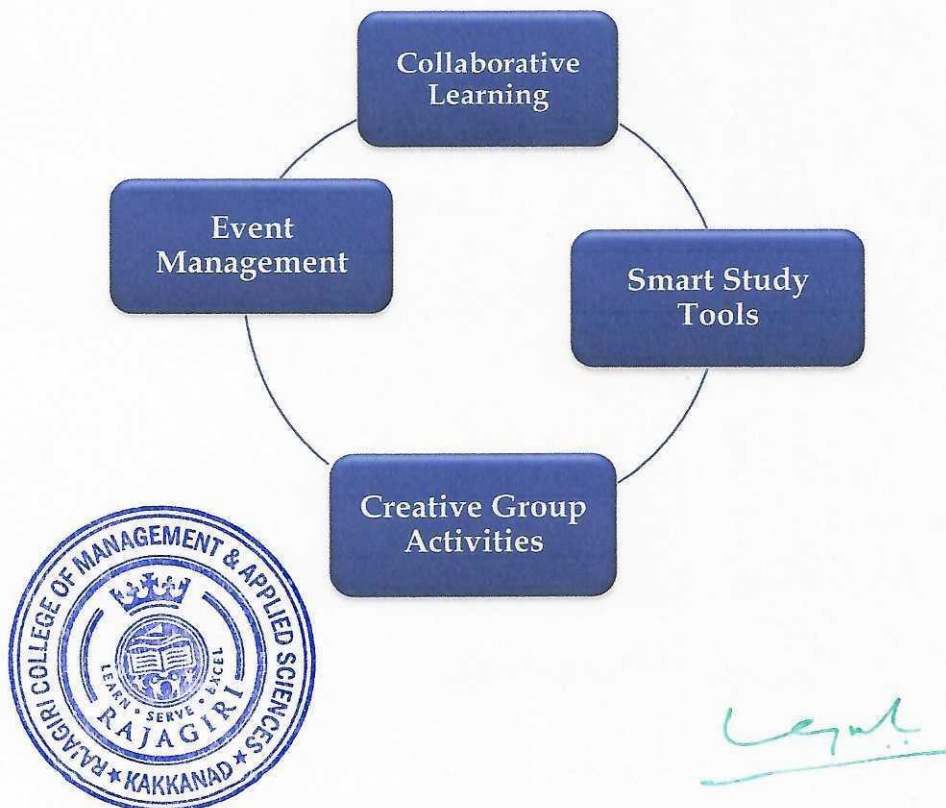 Collaborative
Learning
Event
Management
Smart Study
Tools
Creative Group
Activities
RAJAGIRI COLLEGE OF MANAGEMENT & APPLIED SCIENCES
★ KAKKANAD ★
LEARN • SERVE • EXCEL
RAJAGIRI